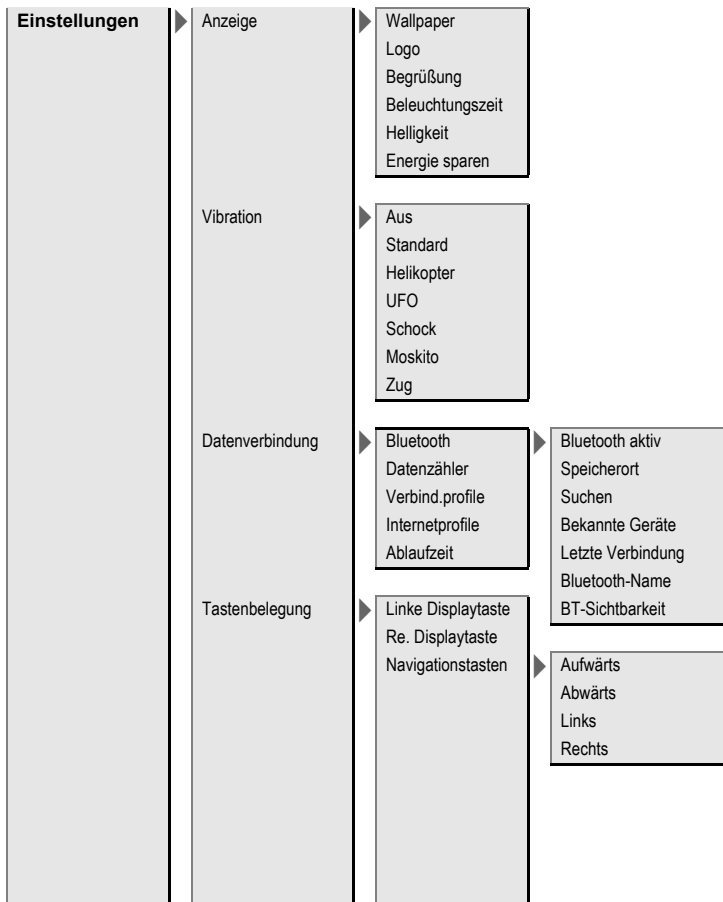 Einstellungen
Anzeige
Wallpaper
Logo
Begrüßung
Beleuchtungszeit
Helligkeit
Energie sparen
Vibration
Aus
Standard
Helikopter
UFO
Schock
Moskito
Zug
Datenverbindung
Bluetooth
Datenzähler
Verbind.profile
Internetprofile
Ablaufzeit
Bluetooth aktiv
Speicherort
Suchen
Bekannte Geräte
Letzte Verbindung
Bluetooth-Name
BT-Sichtbarkeit
Tastenbelegung
Linke Displaytaste
Re. Displaytaste
Navigationstasten
Aufwärts
Abwärts
Links
Rechts